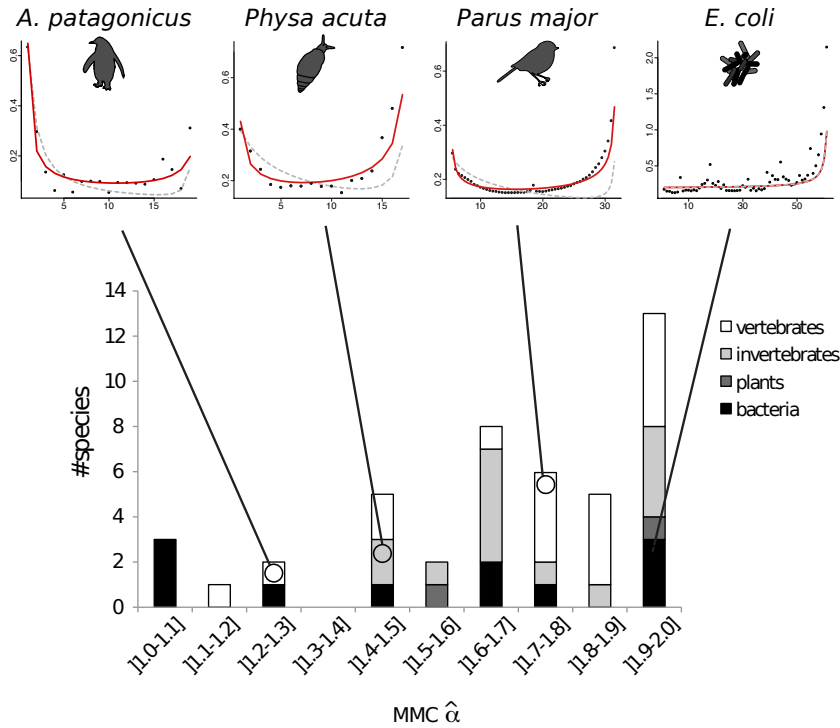 A. patagonicus Physa acuta Parus major E. coli
0.6
0.4
0.2
5 10 15
0.6
0.4
0.2
5 10 15
0.6
0.4
0.2
10 15 20 25 30
2.0
1.5
1.0
0.5
10 30 50
14
12
10
8
6
4
2
0
#species
vertebrates
invertebrates
plants
bacteria
]1.0-1.1]
]1.1-1.2]
]1.2-1.3]
]1.3-1.4]
]1.4-1.5]
]1.5-1.6]
]1.6-1.7]
]1.7-1.8]
]1.8-1.9]
]1.9-2.0]
MMC α̂